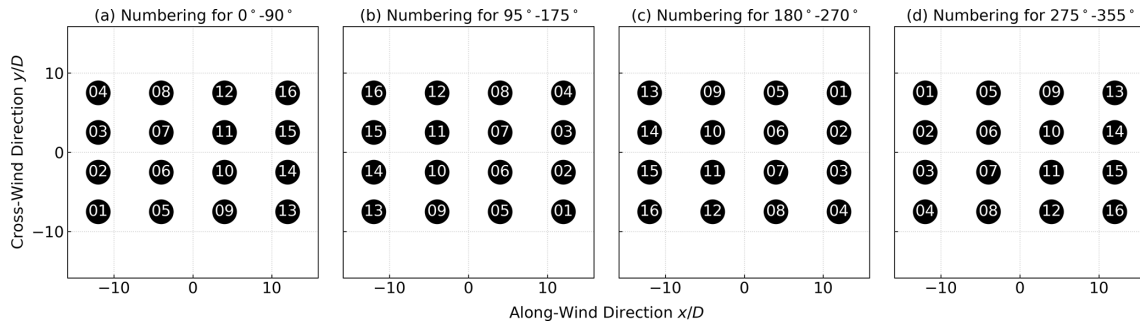 (a) Numbering for 0°-90° (b) Numbering for 95°-175° (c) Numbering for 180°-270° (d) Numbering for 275°-355°
10
04 08 12 16 16 12 08 04 13 09 05 01 01 05 09 13
03 07 11 15 15 11 07 03 14 10 06 02 02 06 10 14
0
02 06 10 14 14 10 06 02 15 11 07 03 03 07 11 15
01 05 09 13 13 09 05 01 16 12 08 04 04 08 12 16
−10
Cross-Wind Direction y/D
−10 0 10 −10 0 10 −10 0 10 −10 0 10
Along-Wind Direction x/D